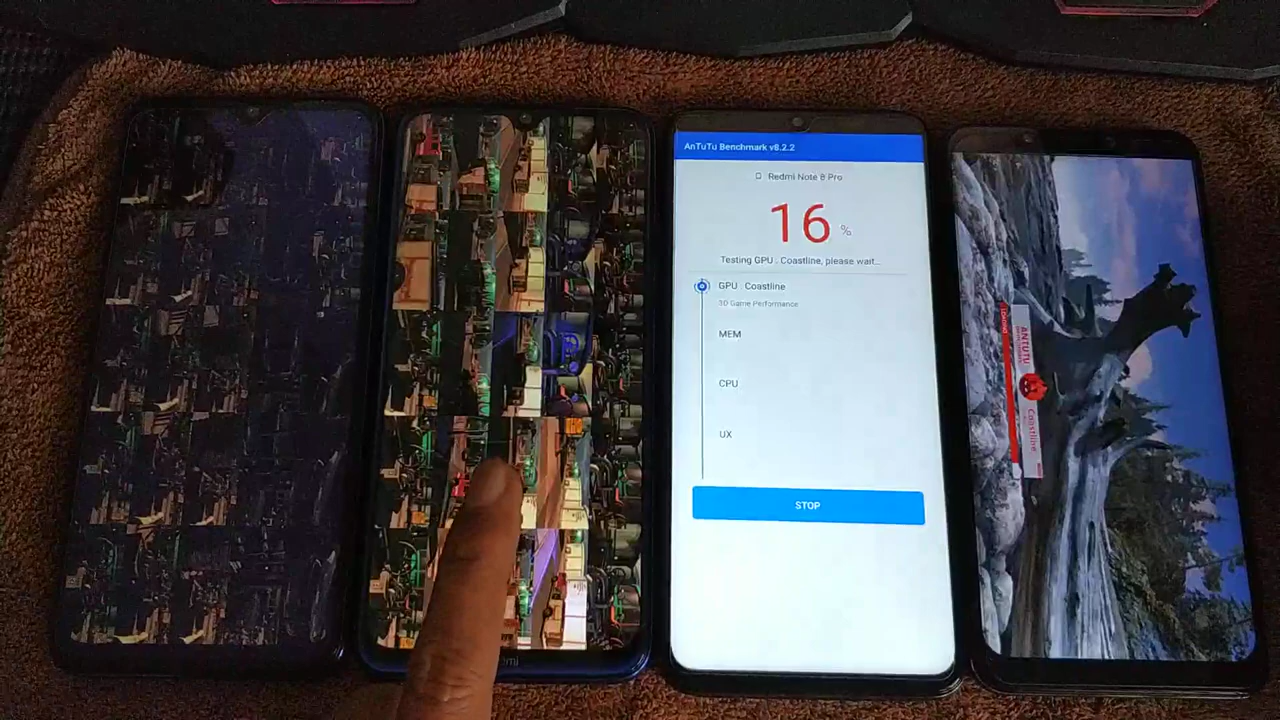 AnTuTu Benchmark v8.2.2
Redmi Note 8 Pro
16 %
Testing GPU . Coastline, please wait...
GPU . Coastline
3D Game Performance
MEM
CPU
UX
STOP
LOADING
ANTUTU
Coastline